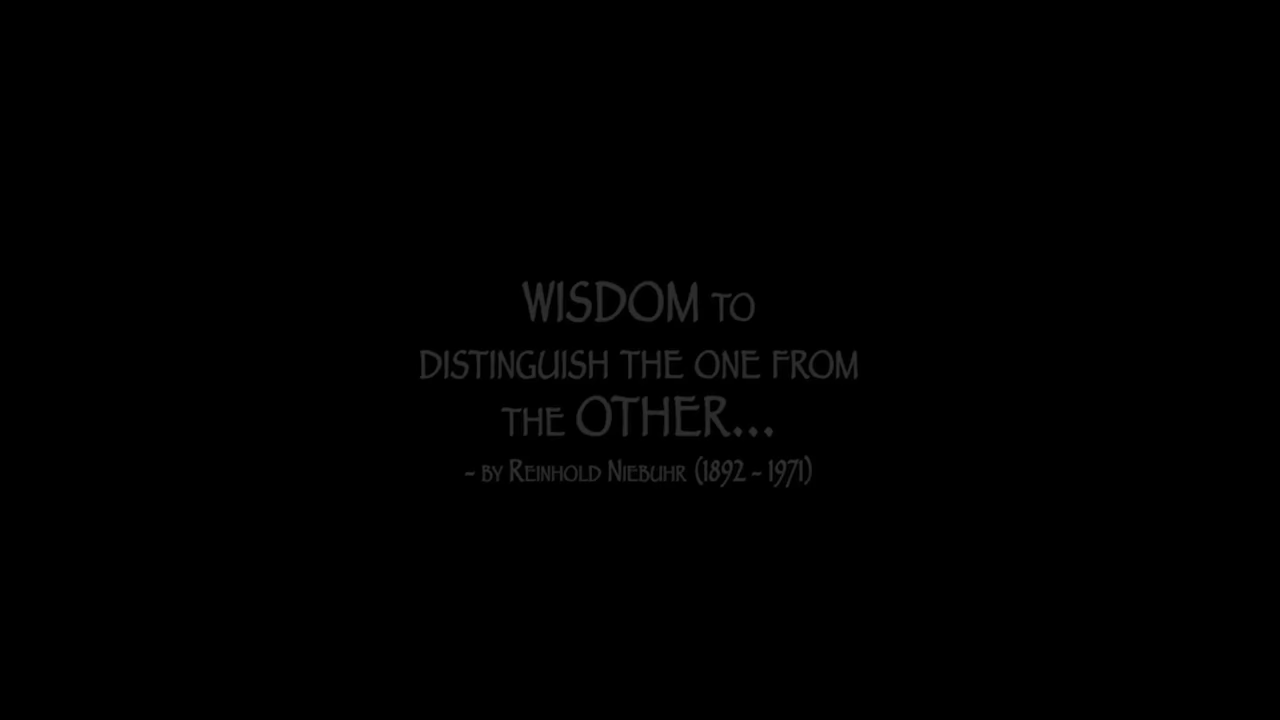 WISDOM TO
DISTINGUISH THE ONE FROM
THE OTHER...
- BY REINHOLD NIEBUHR (1892 - 1971)